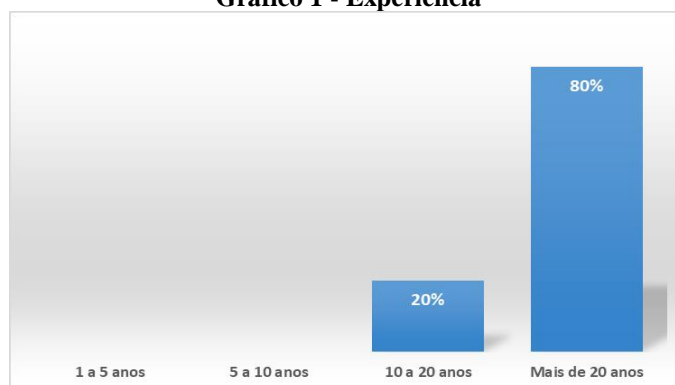 Gráfico 1 - Experiência
80%
20%
1 a 5 anos 5 a 10 anos 10 a 20 anos Mais de 20 anos